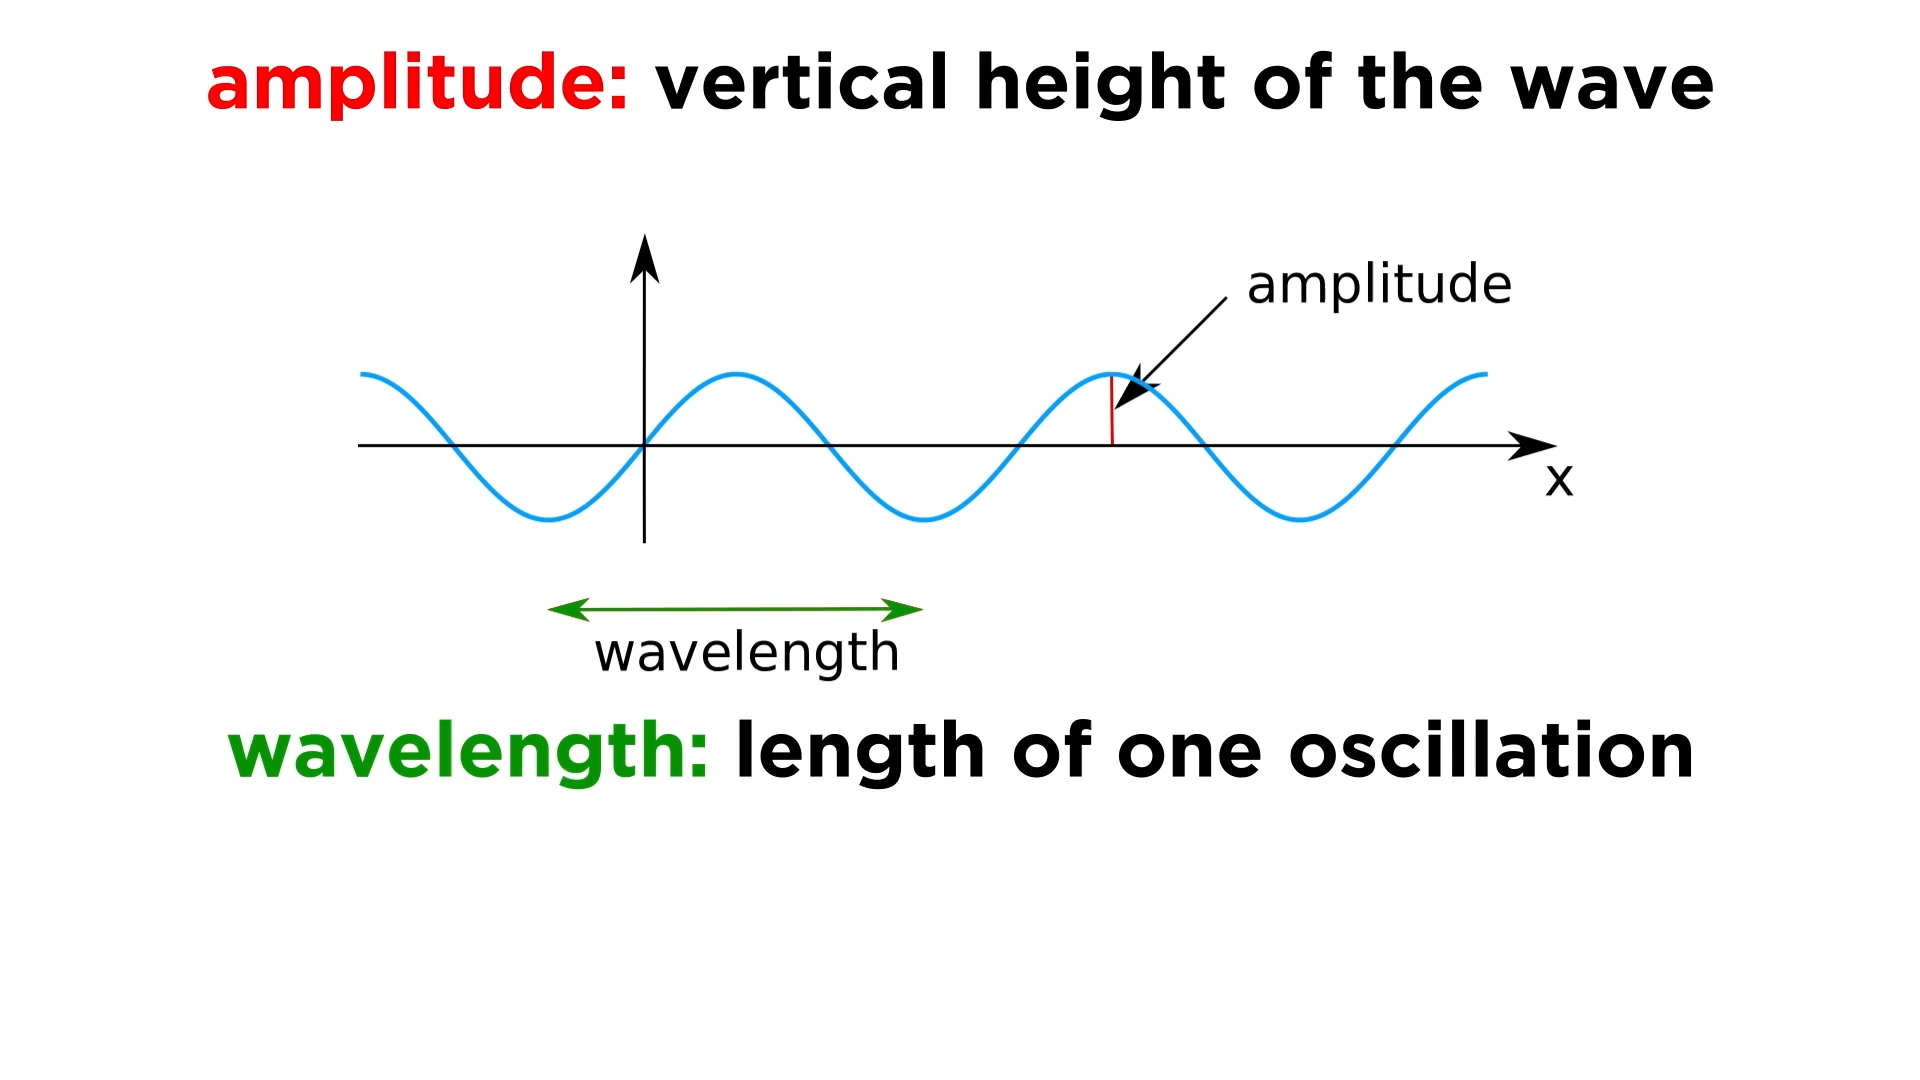 amplitude: vertical height of the wave
amplitude
x
wavelength
wavelength: length of one oscillation